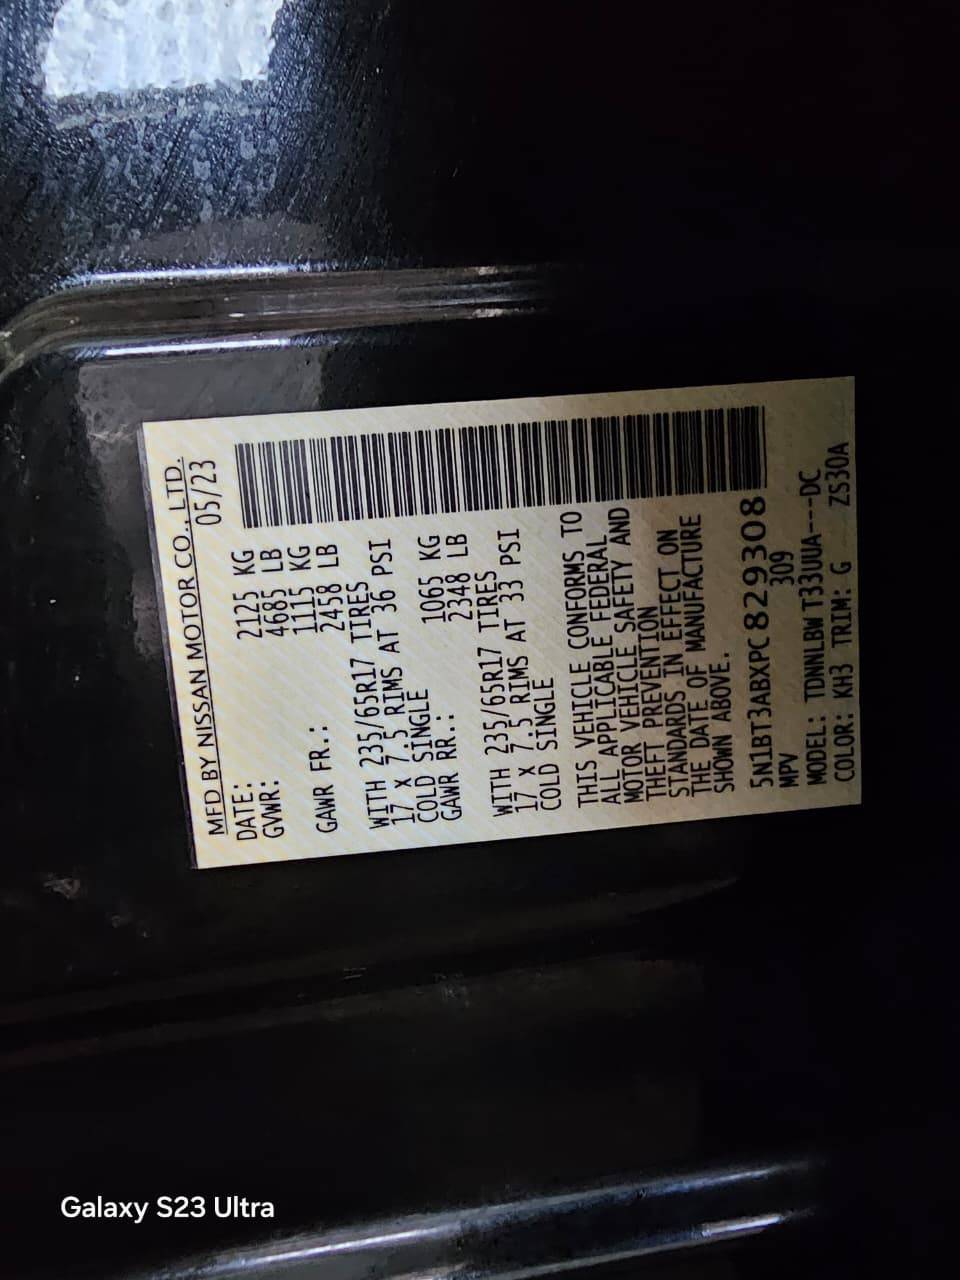 MFD BY NISSAN MOTOR CO., LTD.
DATE: 05/23
GVWR: 2125 KG
4685 LB
GAWR FR.: 1115 KG
2458 LB
WITH 235/65R17 TIRES
17 X 7.5 RIMS AT 36 PSI
COLD SINGLE
GAWR RR.: 1065 KG
2348 LB
WITH 235/65R17 TIRES
17 X 7.5 RIMS AT 33 PSI
COLD SINGLE
THIS VEHICLE CONFORMS TO
ALL APPLICABLE FEDERAL
MOTOR VEHICLE SAFETY AND
THEFT PREVENTION
STANDARDS IN EFFECT ON
THE DATE OF MANUFACTURE
SHOWN ABOVE.
5N1BT3ABXPC829308
MPV 309
MODEL: TDNNLBW T33UUA---DC
COLOR: KH3 TRIM: G ZS30A
Galaxy S23 Ultra